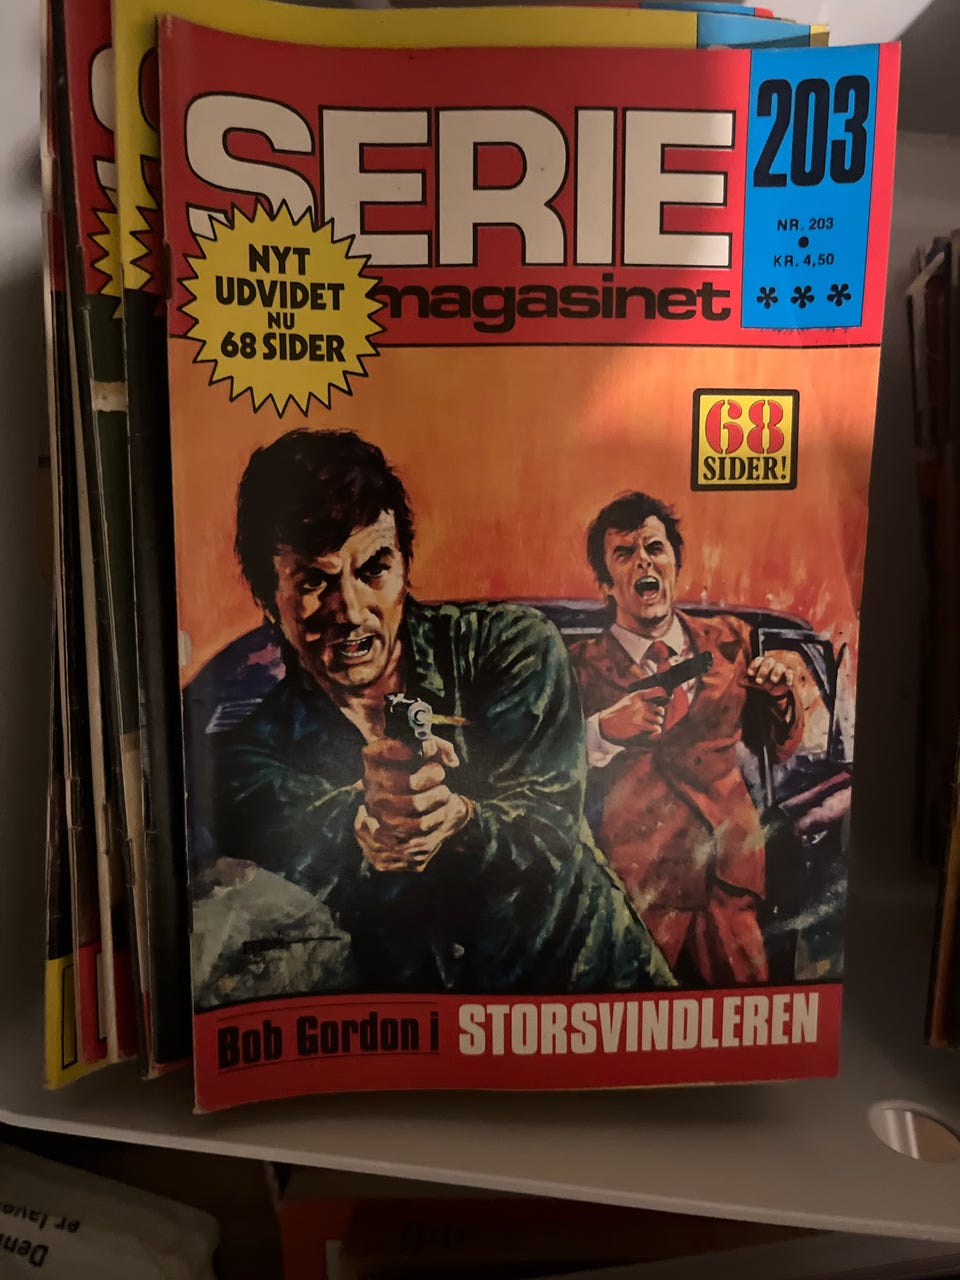 SERIE
magasinet
203
NR. 203
KR. 4,50
***
NYT
UDVIDET
NU
68 SIDER
68
SIDER!
Bob Gordon i STORSVINDLEREN